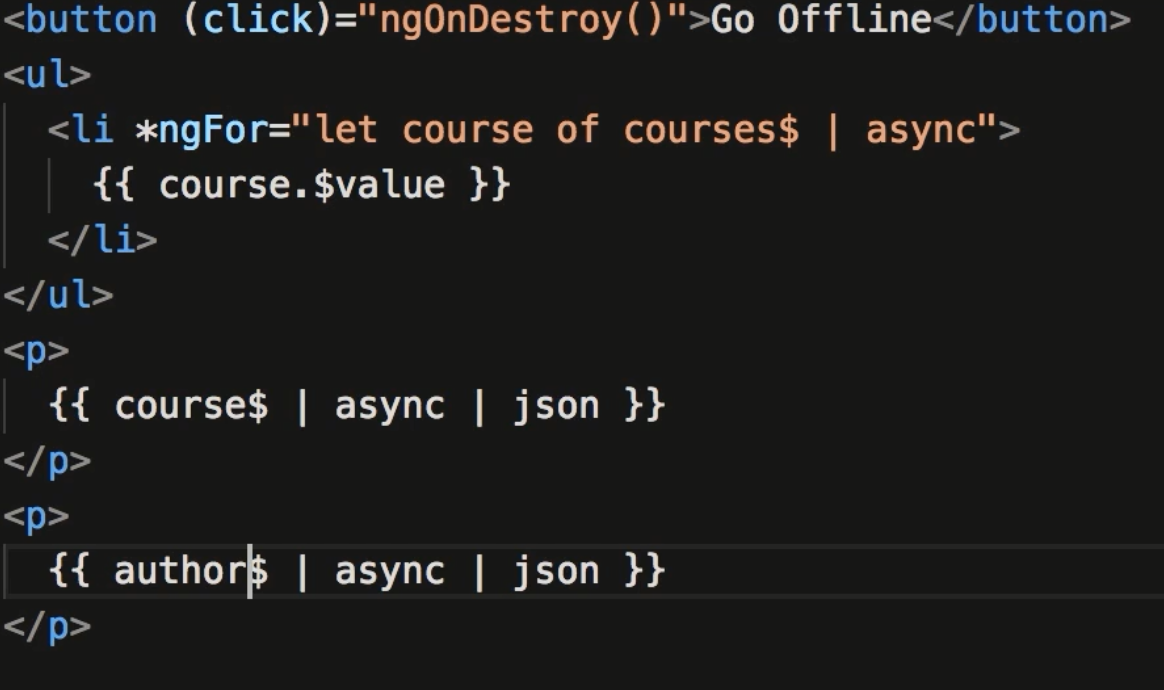 <button (click)="ngOnDestroy()">Go Offline</button>
<ul>
  <li *ngFor="let course of courses$ | async">
    {{ course.$value }}
  </li>
</ul>
<p>
  {{ course$ | async | json }}
</p>
<p>
  {{ author$ | async | json }}
</p>